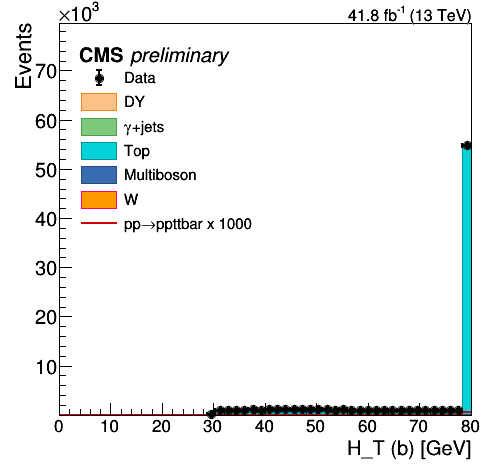 ×10³
41.8 fb⁻¹ (13 TeV)
Events
CMS preliminary
Data
DY
γ+jets
Top
Multiboson
W
pp→ppttbar x 1000
70
60
50
40
30
20
10
0 10 20 30 40 50 60 70 80
H_T (b) [GeV]